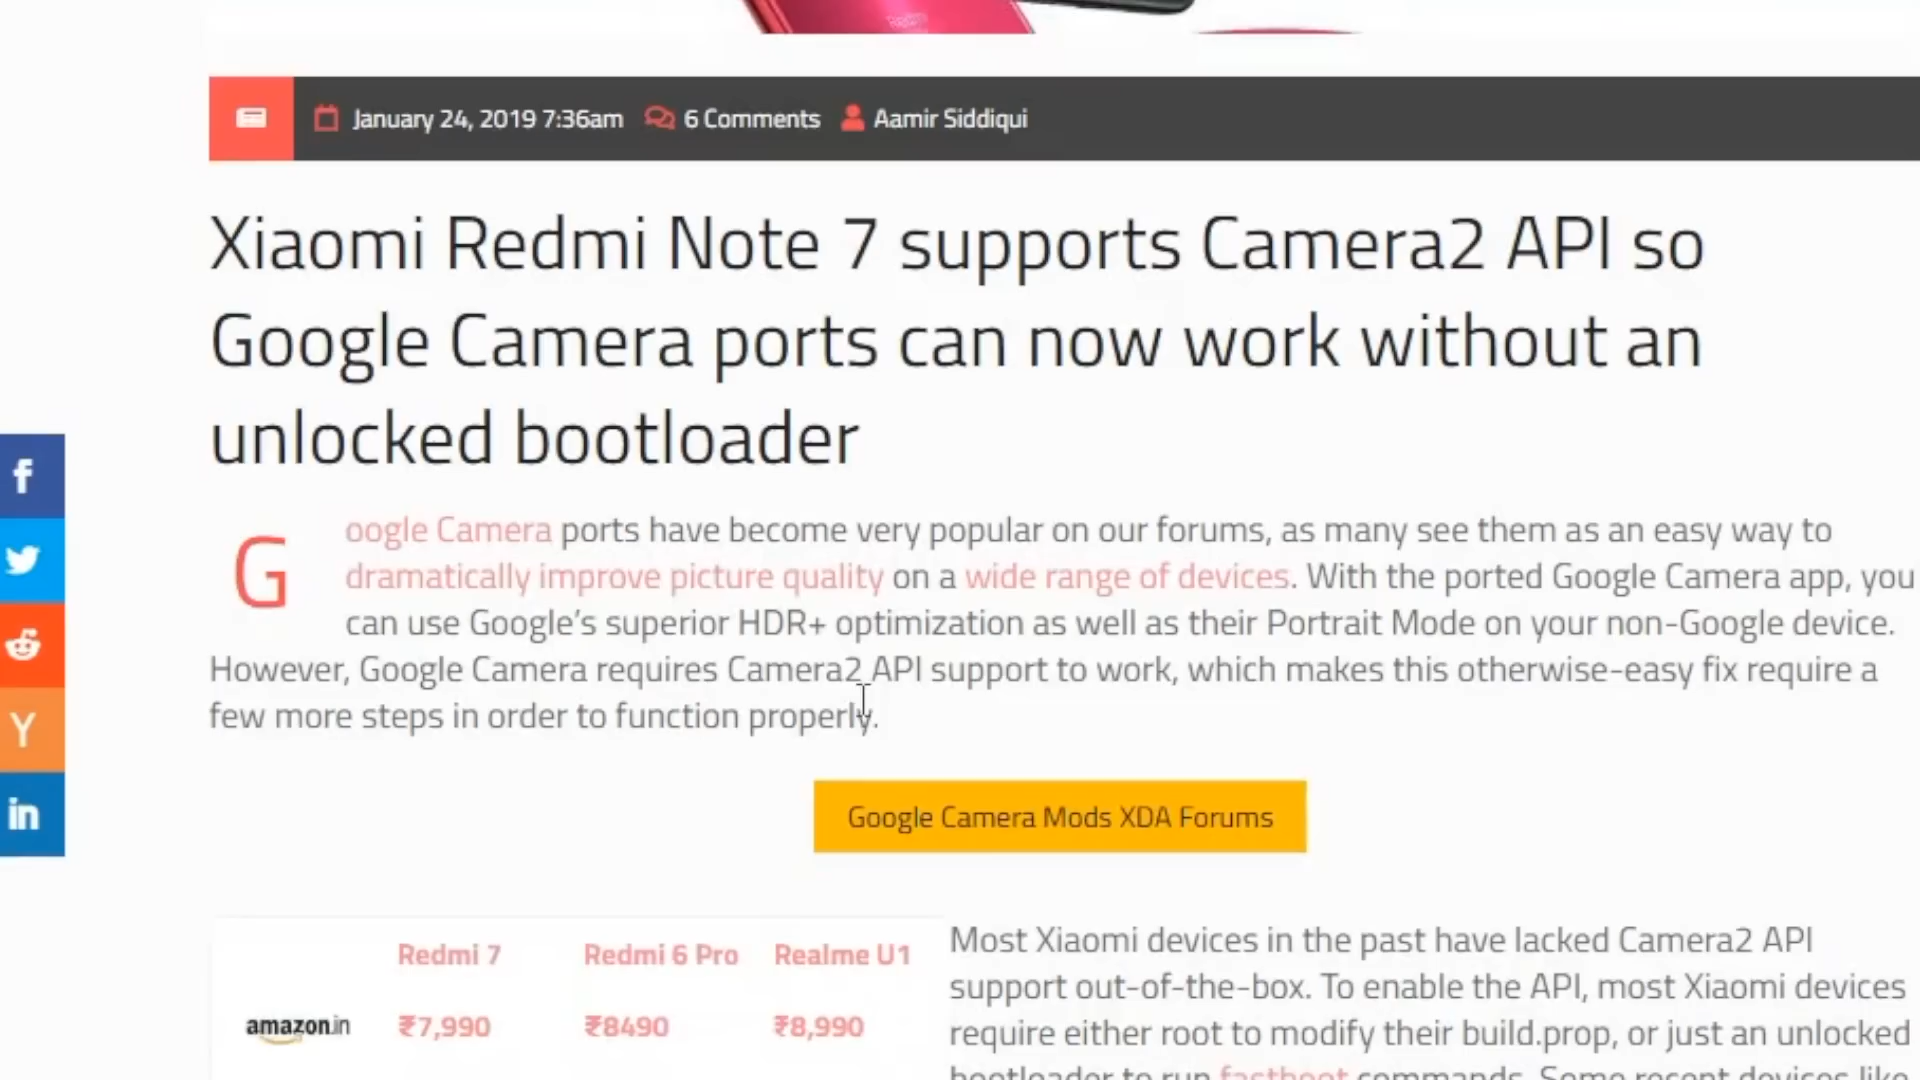 Redmi
January 24, 2019 7:36am 6 Comments Aamir Siddiqui
Xiaomi Redmi Note 7 supports Camera2 API so
Google Camera ports can now work without an
unlocked bootloader
Google Camera ports have become very popular on our forums, as many see them as an easy way to
dramatically improve picture quality on a wide range of devices. With the ported Google Camera app, you
can use Google’s superior HDR+ optimization as well as their Portrait Mode on your non-Google device.
However, Google Camera requires Camera2 API support to work, which makes this otherwise-easy fix require a
few more steps in order to function properly.
Google Camera Mods XDA Forums
Redmi 7 Redmi 6 Pro Realme U1
amazon.in ₹7,990 ₹8490 ₹8,990
Most Xiaomi devices in the past have lacked Camera2 API
support out-of-the-box. To enable the API, most Xiaomi devices
require either root to modify their build.prop, or just an unlocked
bootloader to run fastboot commands. Some recent devices like